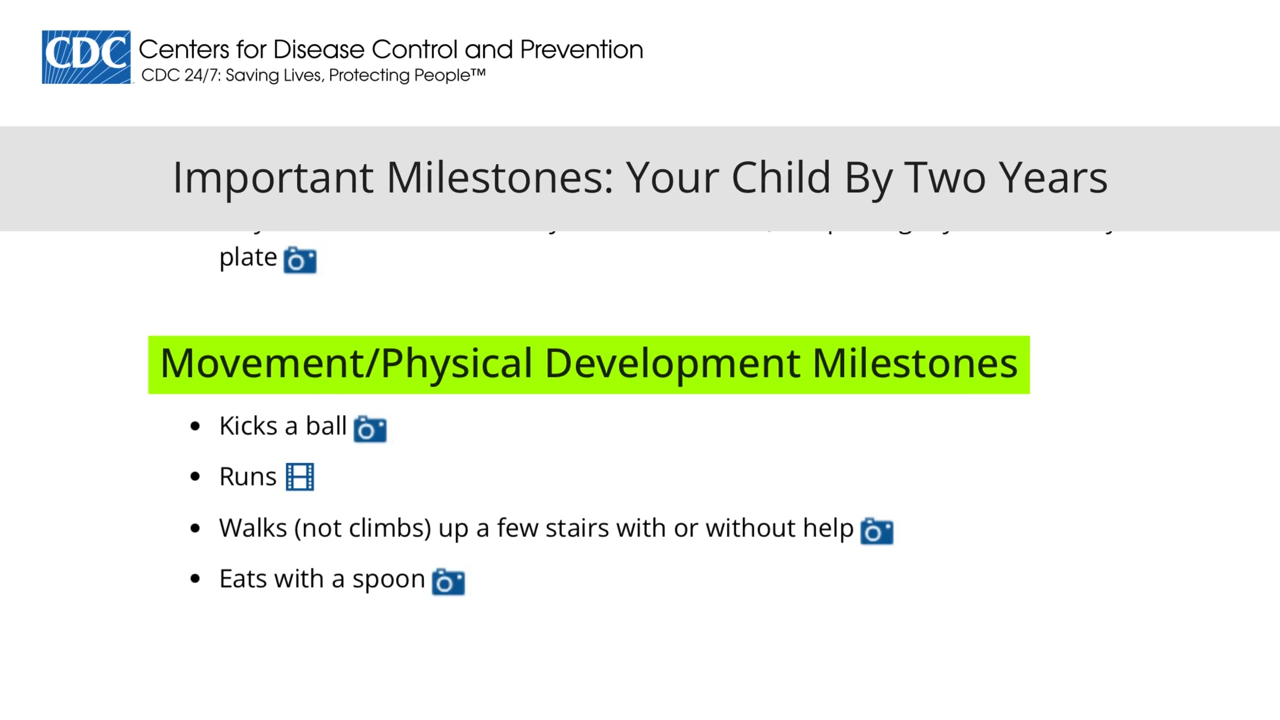 CDC
Centers for Disease Control and Prevention
CDC 24/7: Saving Lives, Protecting People™
Important Milestones: Your Child By Two Years
plate
Movement/Physical Development Milestones
• Kicks a ball
• Runs
• Walks (not climbs) up a few stairs with or without help
• Eats with a spoon